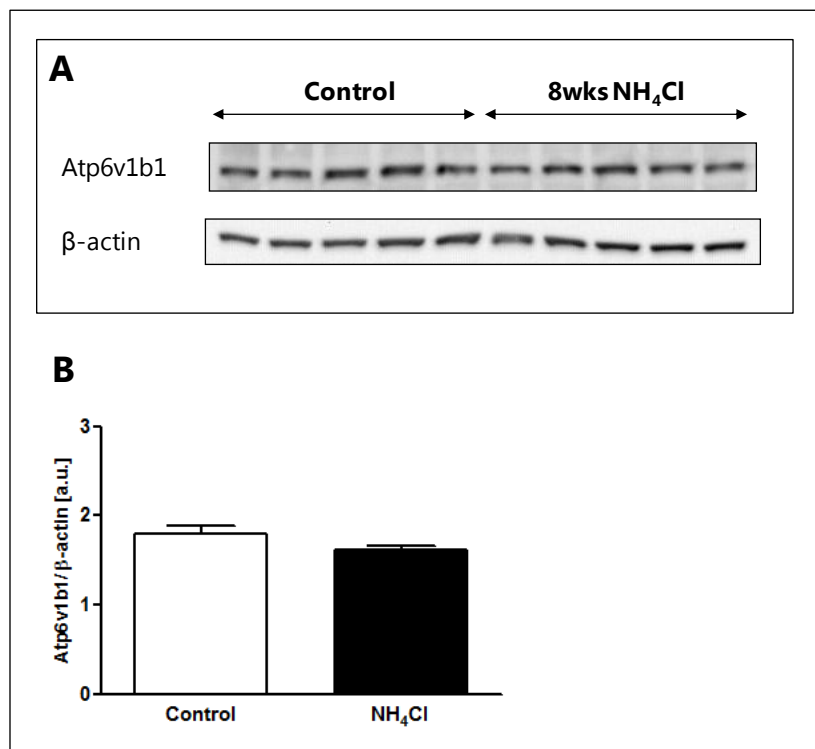 A
Control 8wks NH₄Cl
Atp6v1b1
β-actin
B
Atp6v1b1/β-actin [a.u.]
3
2
1
0
Control NH₄Cl